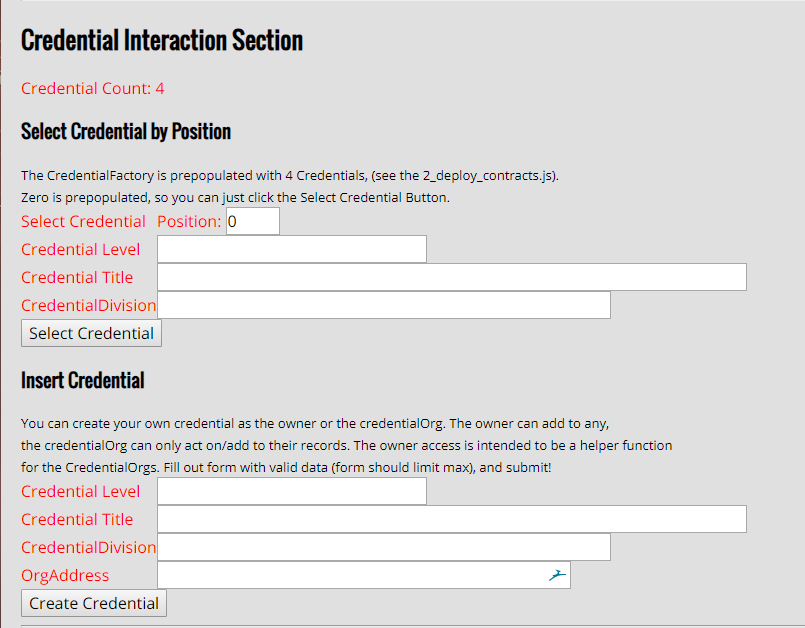 Credential Interaction Section
Credential Count: 4
Select Credential by Position
The CredentialFactory is prepopulated with 4 Credentials, (see the 2_deploy_contracts.js).
Zero is prepopulated, so you can just click the Select Credential Button.
Select Credential Position: 0
Credential Level
Credential Title
CredentialDivision
Select Credential
Insert Credential
You can create your own credential as the owner or the credentialOrg. The owner can add to any,
the credentialOrg can only act on/add to their records. The owner access is intended to be a helper function
for the CredentialOrgs. Fill out form with valid data (form should limit max), and submit!
Credential Level
Credential Title
CredentialDivision
OrgAddress
Create Credential